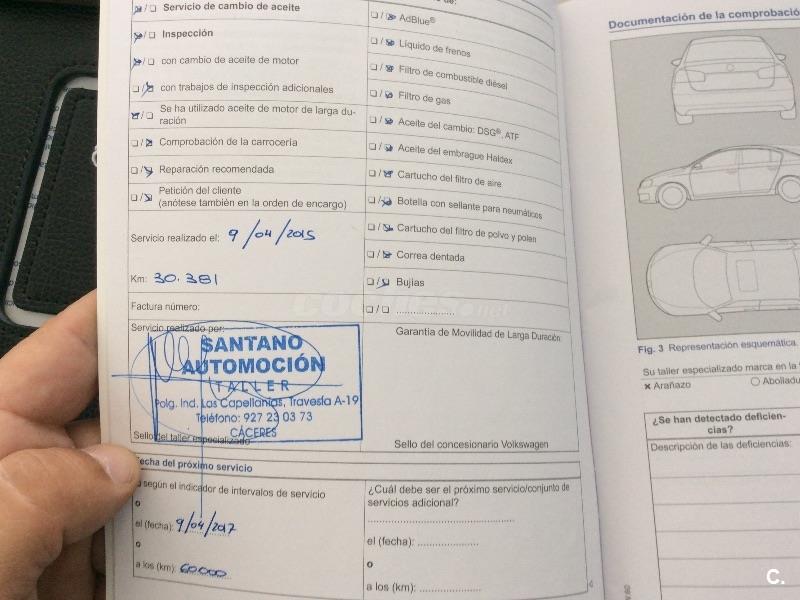 Servicio de cambio de aceite
Inspección
con cambio de aceite de motor
con trabajos de inspección adicionales
Se ha utilizado aceite de motor de larga du-
ración
Comprobación de la carrocería
Reparación recomendada
Petición del cliente
(anótese también en la orden de encargo)
Servicio realizado el: 9/04/2015
Km: 30.381
Factura número:
Servicio realizado por:
SANTANO
AUTOMOCIÓN
TALLER
Polg. Ind. Las Capellanías, Travesía A-19
Teléfono: 927 23 03 73
CÁCERES
Sello del taller especializado
Fecha del próximo servicio
según el indicador de intervalos de servicio
o
el (fecha): 9/04/2017
o
a los (km): 60000
AdBlue®
Líquido de frenos
Filtro de combustible diésel
Filtro de gas
Aceite del cambio: DSG®, ATF
Aceite del embrague Haldex
Cartucho del filtro de aire
Botella con sellante para neumáticos
Cartucho del filtro de polvo y polen
Correa dentada
Bujías
Garantía de Movilidad de Larga Duración
Sello del concesionario Volkswagen
¿Cuál debe ser el próximo servicio/conjunto de
servicios adicional?
el (fecha):
o
a los (km):
Documentación de la comprobació
Fig. 3 Representación esquemática.
Su taller especializado marca en la
× Arañazo
○ Abolladu
¿Se han detectado deficien-
cias?
Descripción de las deficiencias:
C.